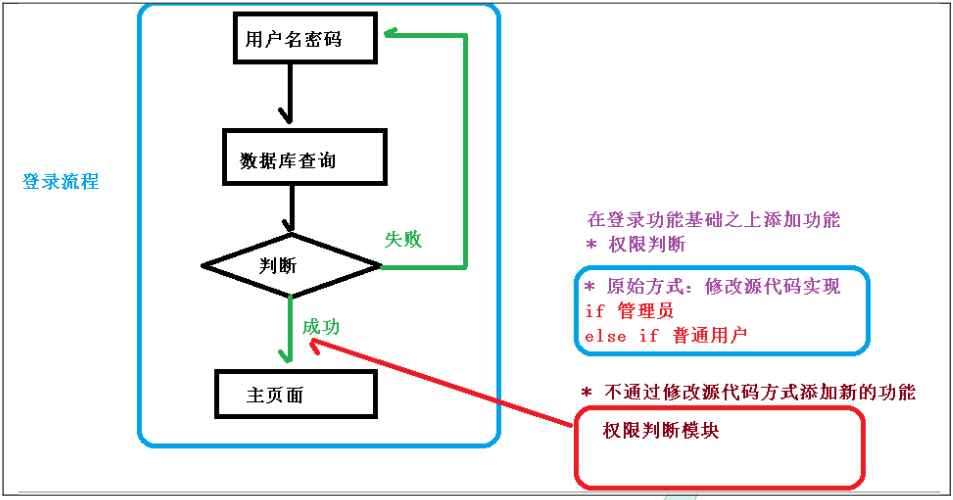 用户名密码
数据库查询
登录流程
失败
判断
成功
主页面
在登录功能基础之上添加功能
* 权限判断
* 原始方式：修改源代码实现
if 管理员
else if 普通用户
* 不通过修改源代码方式添加新的功能
权限判断模块